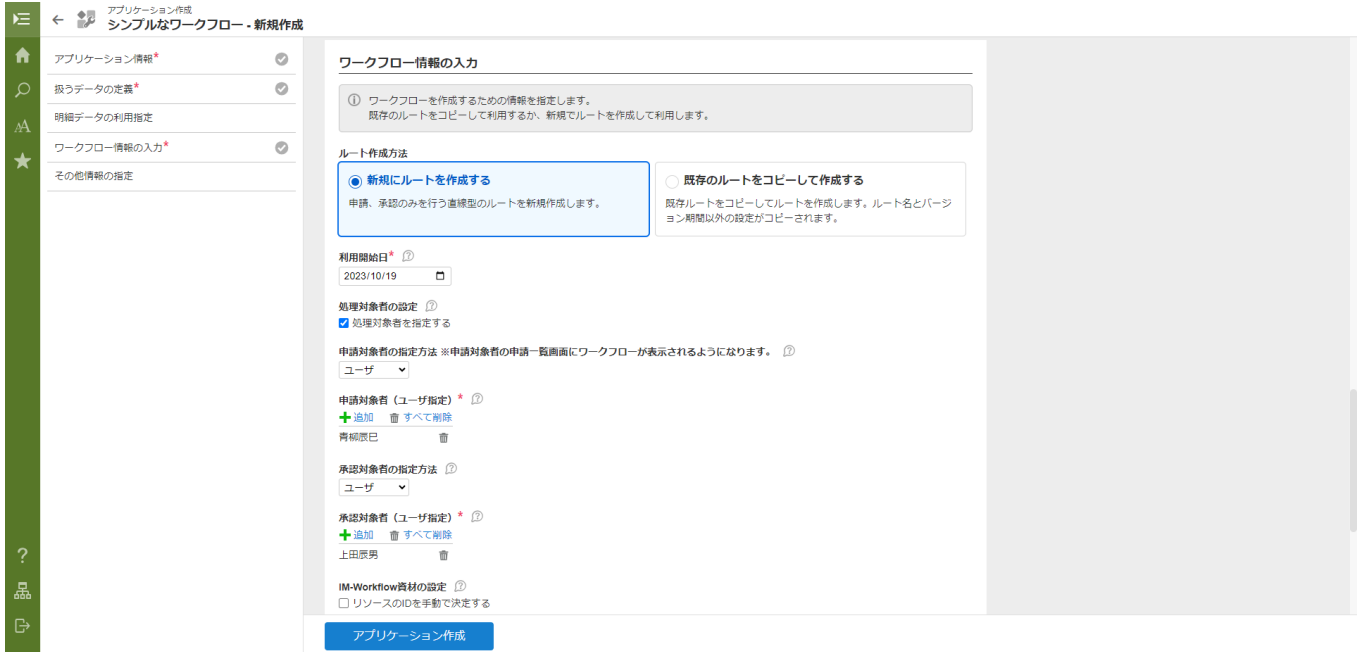 アプリケーション作成
シンプルなワークフロー - 新規作成
アプリケーション情報*
扱うデータの定義*
明細データの利用指定
ワークフロー情報の入力*
その他情報の指定
ワークフロー情報の入力
ワークフローを作成するための情報を指定します。
既存のルートをコピーして利用するか、新規でルートを作成して利用します。
ルート作成方法
新規にルートを作成する
申請、承認のみを行う直線型のルートを新規作成します。
既存のルートをコピーして作成する
既存ルートをコピーしてルートを作成します。ルート名とバージ
ョン期間以外の設定がコピーされます。
利用開始日*
2023/10/19
処理対象者の設定
処理対象者を指定する
申請対象者の指定方法 ※申請対象者の申請一覧画面にワークフローが表示されるようになります。
ユーザ
申請対象者（ユーザ指定）*
追加 すべて削除
青柳辰巳
承認対象者の指定方法
ユーザ
承認対象者（ユーザ指定）*
追加 すべて削除
上田辰男
IM-Workflow資材の設定
リソースのIDを手動で決定する
アプリケーション作成